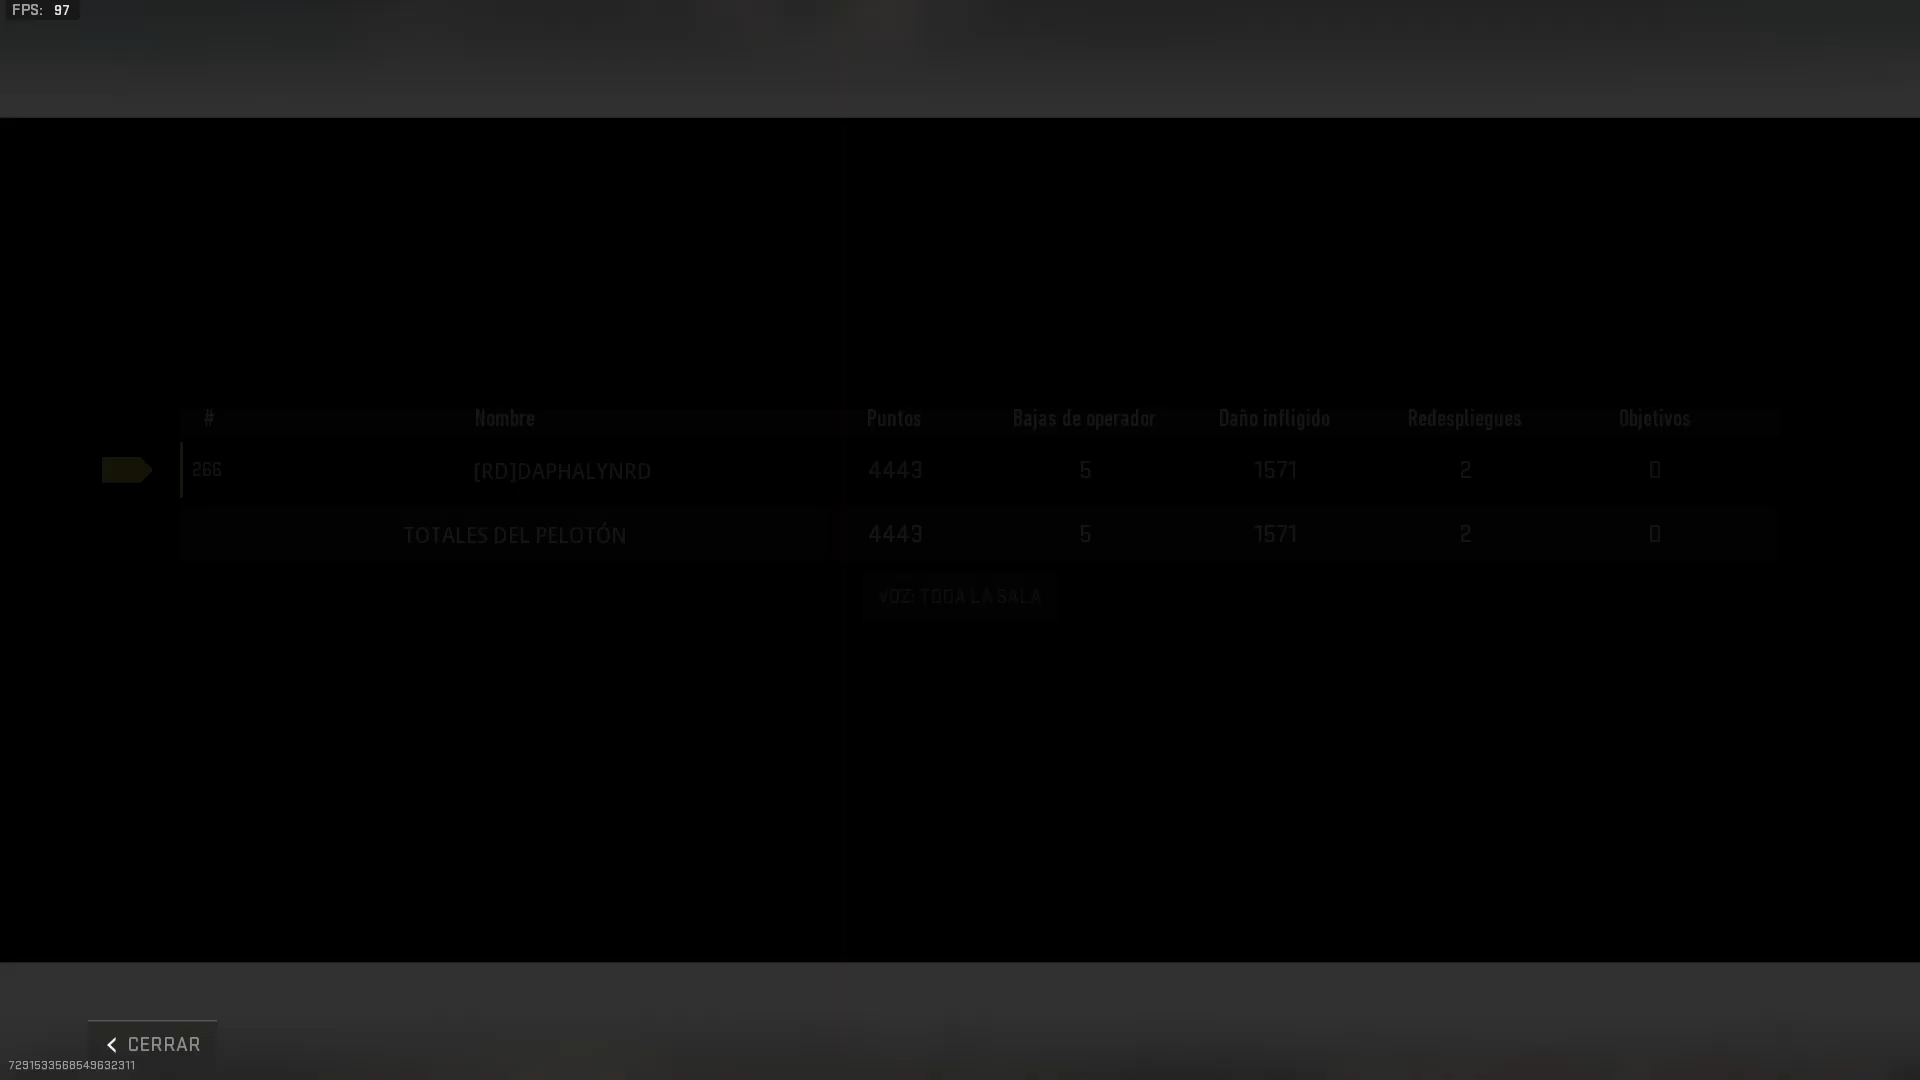 FPS: 97
# Nombre Puntos Bajas de operador Daño infligido Redespliegues Objetivos
266 [RD]DAPHALYNRD 4443 5 1571 2 0
TOTALES DEL PELOTÓN 4443 5 1571 2 0
VOZ: TODA LA SALA
CERRAR
7291533568549632311